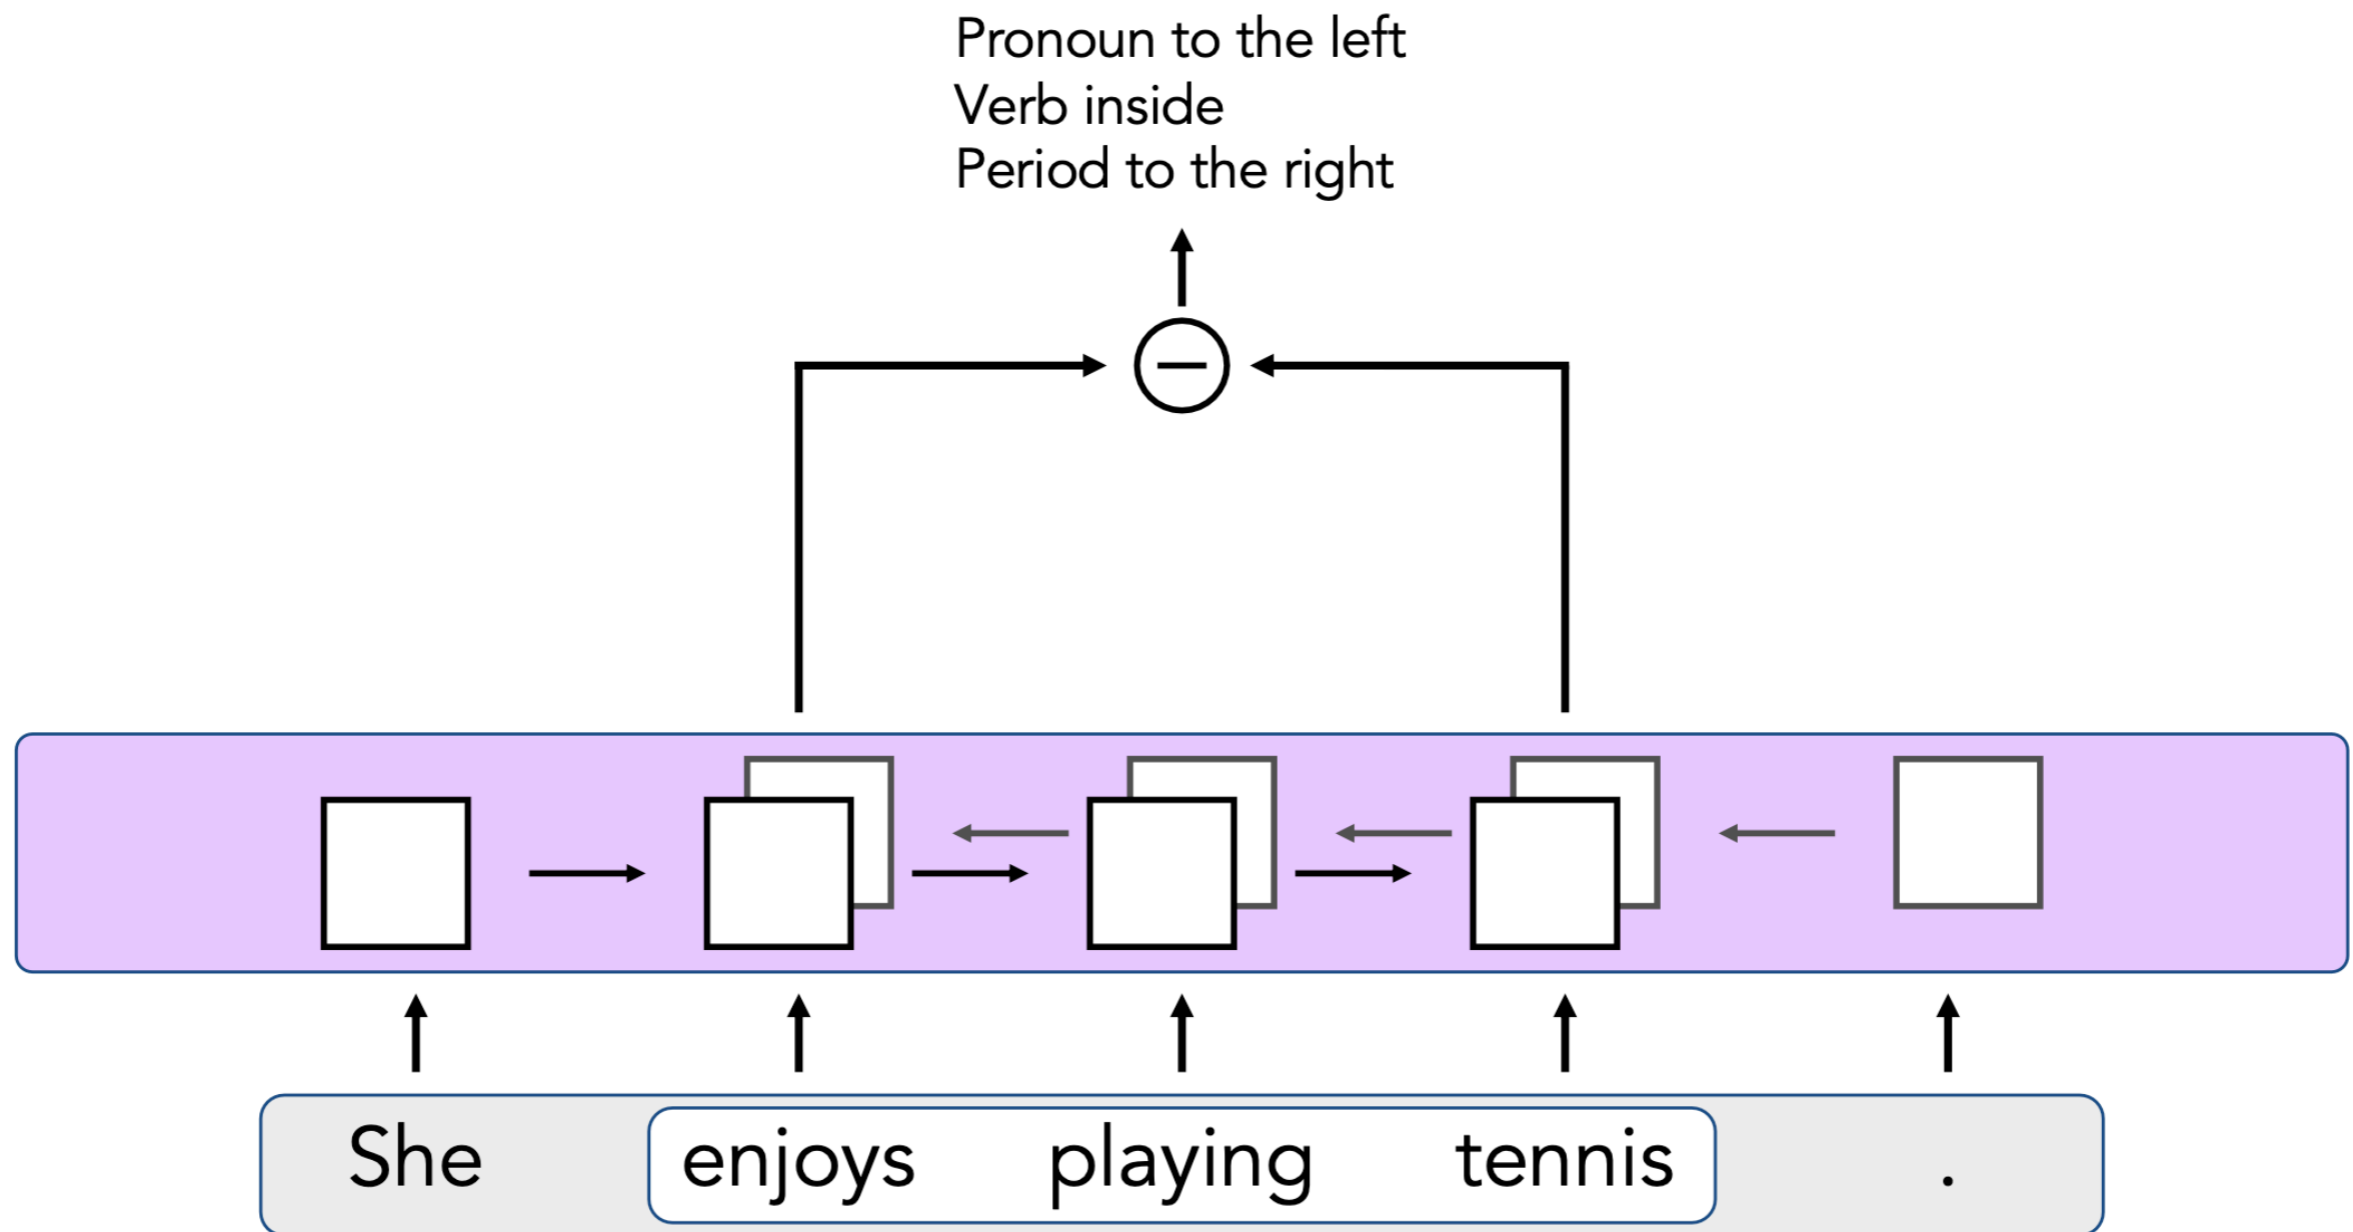 Pronoun to the left
Verb inside
Period to the right
She enjoys playing tennis .